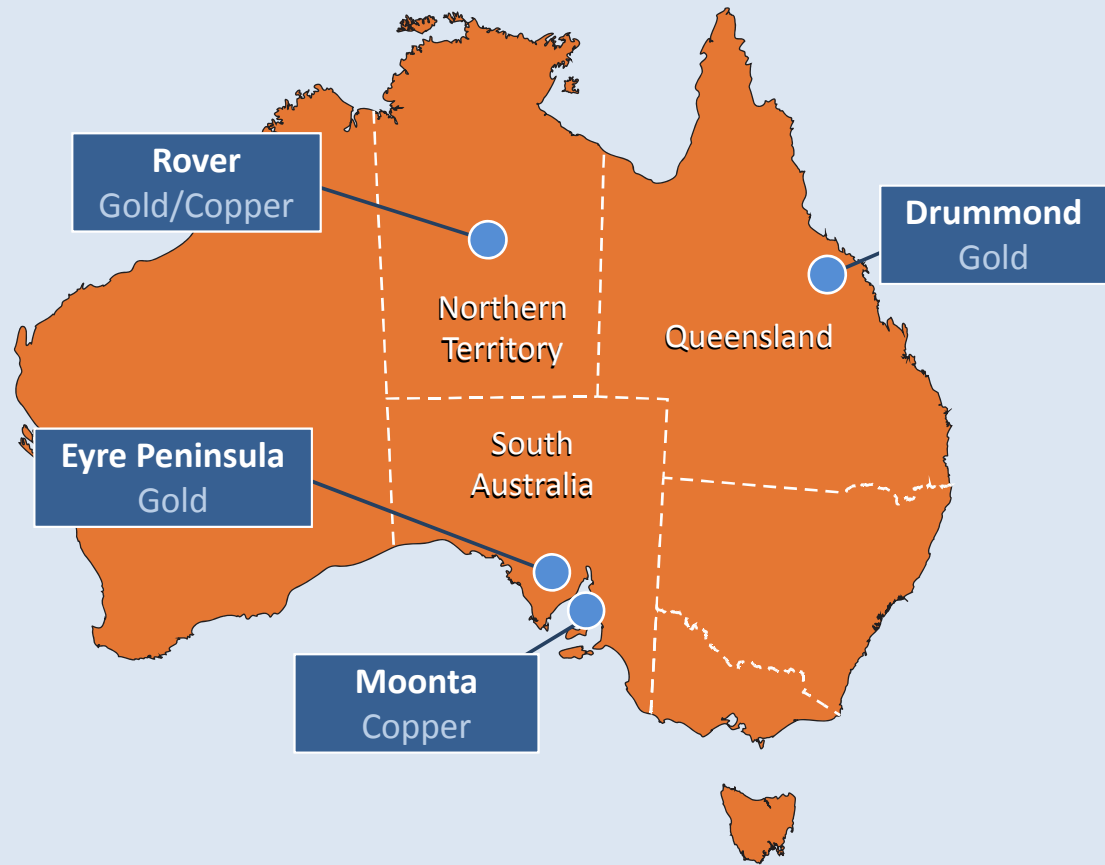 Rover
Gold/Copper
Drummond
Gold
Northern
Territory
Queensland
Eyre Peninsula
Gold
South
Australia
Moonta
Copper